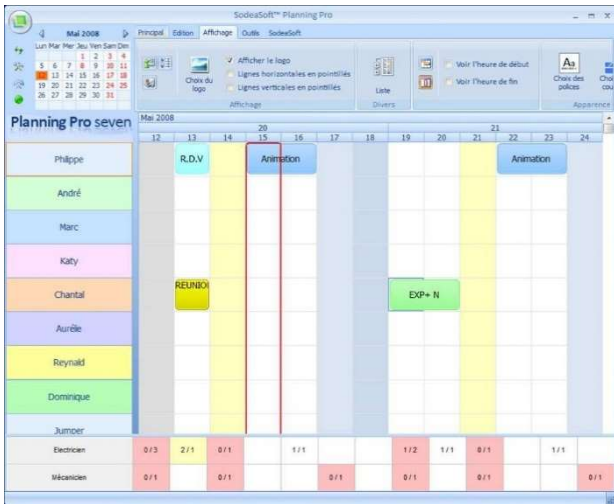 SodeaSoft™ Planning Pro
Mai 2008
Principal Edition Affichage Outils SodeaSoft
Lun Mar Mer Jeu Ven Sam Dim
1 2 3 4
5 6 7 8 9 10 11
12 13 14 15 16 17 18
19 20 21 22 23 24 25
26 27 28 29 30 31
Choix du logo
Afficher le logo
Lignes horizontales en pointillés
Lignes verticales en pointillés
Affichage
Liste
Divers
Voir l'heure de début
Voir l'heure de fin
Aa
Choix des polices
Choi
cou
Apparence
Planning Pro seven
Mai 2008
20 21
12 13 14 15 16 17 18 19 20 21 22 23 24
Philippe R.D.V Animation Animation
André
Marc
Katy
Chantal REUNIO EXP+ N
Aurélie
Reynald
Dominique
Jumper
Electricien 0/3 2/1 0/1 1/1 1/2 1/1 0/1 1/1
Mécanicien 0/1 0/1 0/1 0/1 0/1 0/1